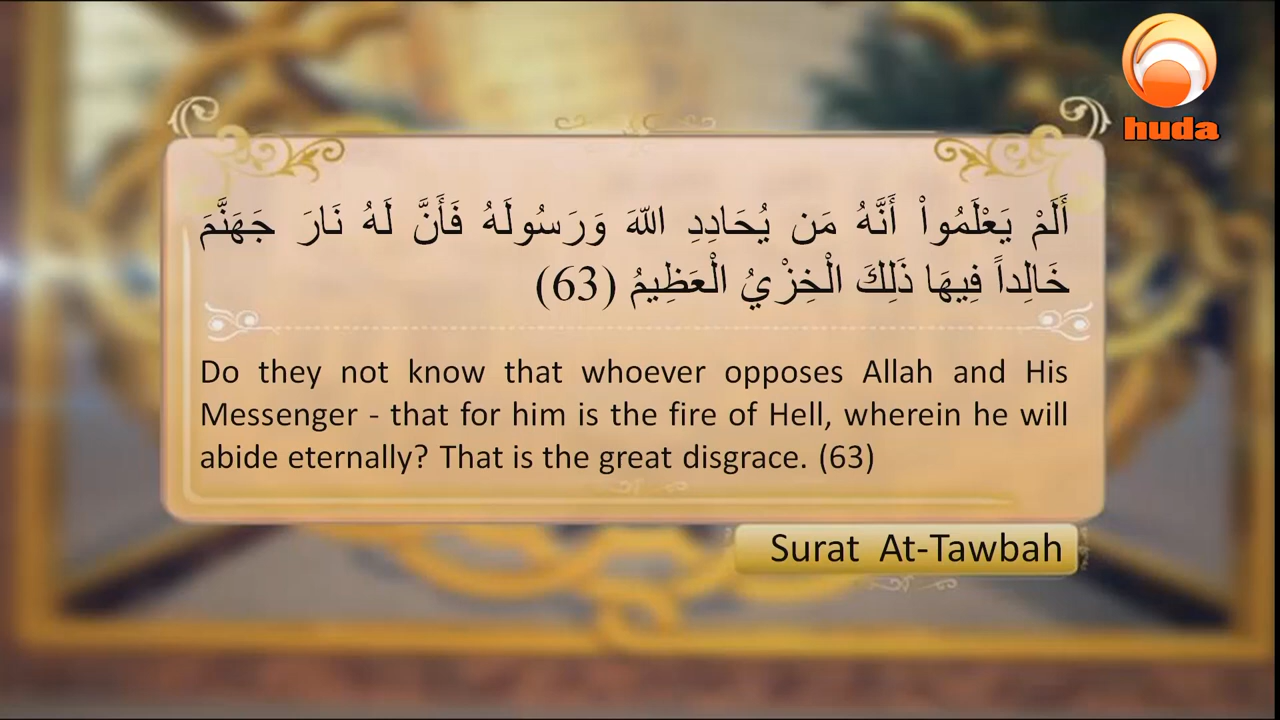 huda
أَلَمْ يَعْلَمُواْ أَنَّهُ مَن يُحَادِدِ اللّهَ وَرَسُولَهُ فَأَنَّ لَهُ نَارَ جَهَنَّمَ
خَالِداً فِيهَا ذَلِكَ الْخِزْيُ الْعَظِيمُ (63)
Do they not know that whoever opposes Allah and His
Messenger - that for him is the fire of Hell, wherein he will
abide eternally? That is the great disgrace. (63)
Surat At-Tawbah